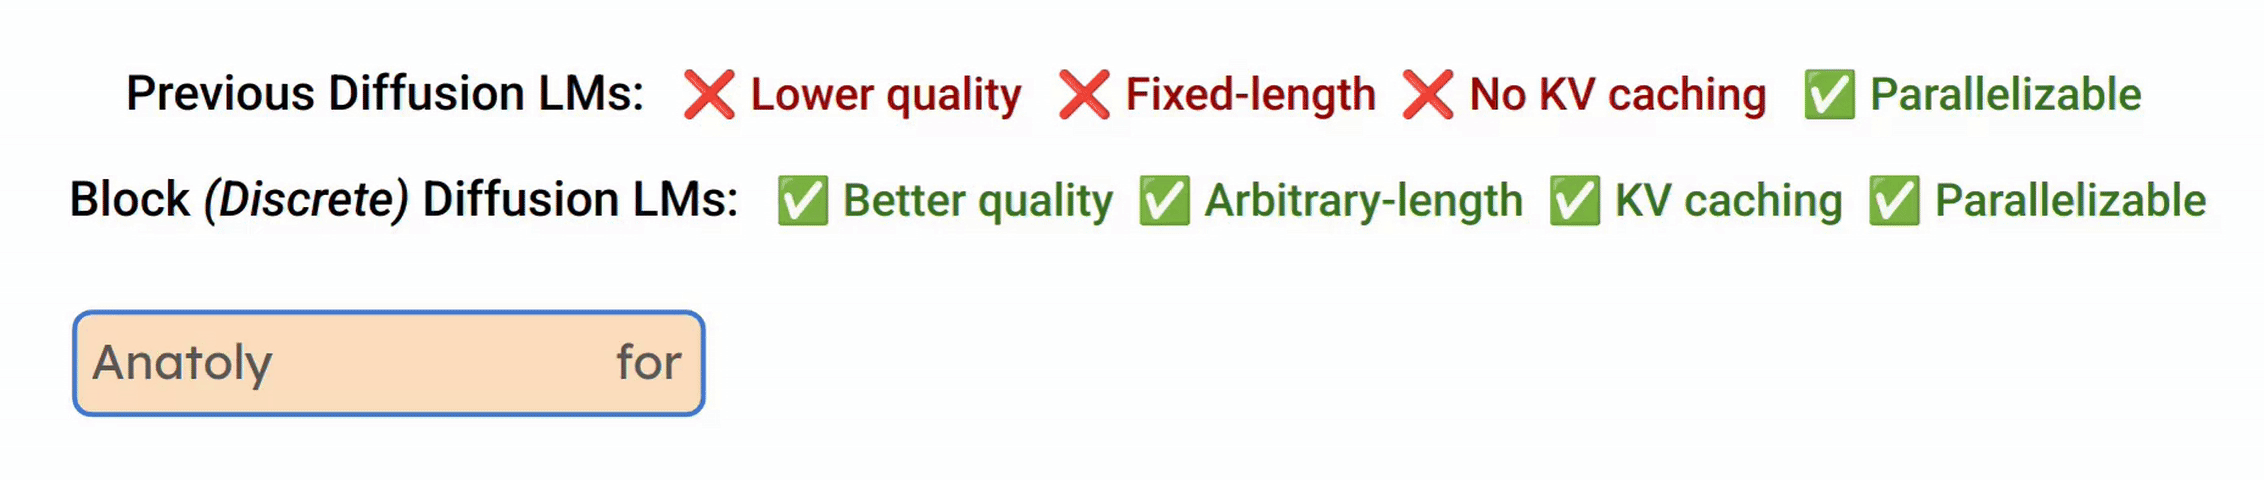 Previous Diffusion LMs: ❌ Lower quality ❌ Fixed-length ❌ No KV caching ✅ Parallelizable
Block (Discrete) Diffusion LMs: ✅ Better quality ✅ Arbitrary-length ✅ KV caching ✅ Parallelizable
Anatoly for